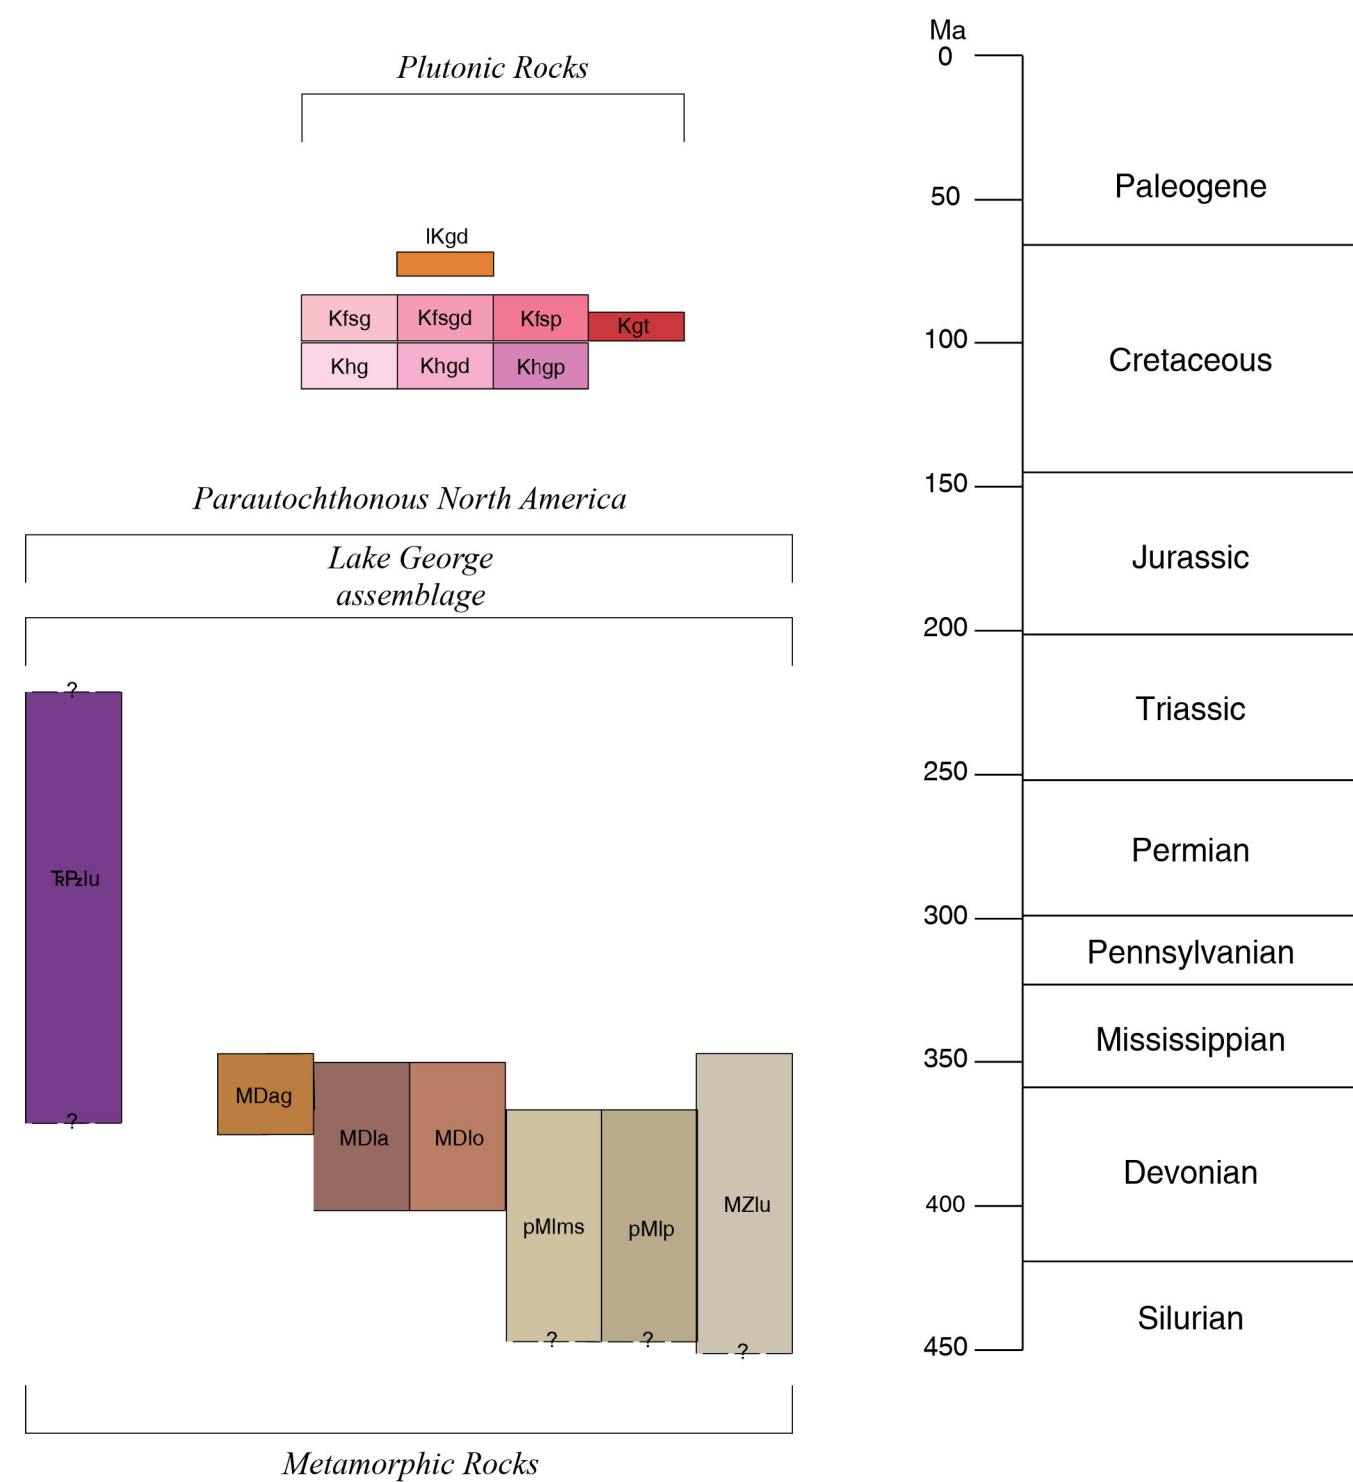 Ma
0
Plutonic Rocks
Paleogene
50
lKgd
Kfsg
Kfsgd
Kfsp
Kgt
100
Khg
Khgd
Khgp
Cretaceous
150
Parautochthonous North America
Lake George
assemblage
Jurassic
200
?
Triassic
250
Permian
300
Pennsylvanian
Mississippian
350
MDag
MDla
MDlo
?
Devonian
400
MZlu
pMlms
pMlp
Silurian
? ? ?
450
Metamorphic Rocks